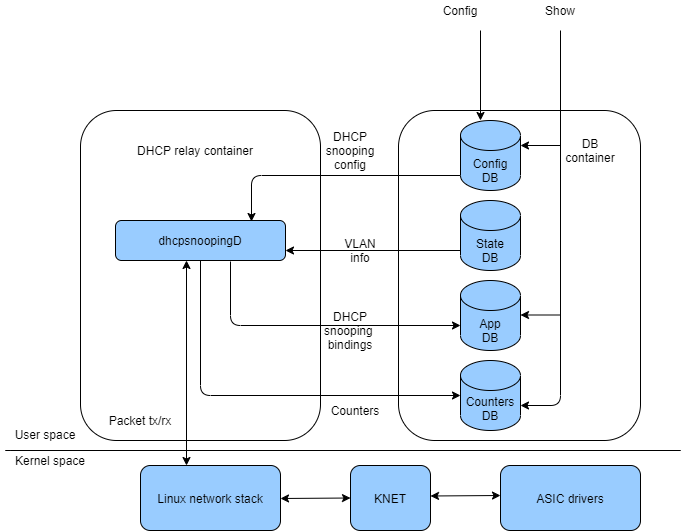 Config
Show
DHCP relay container
DHCP
snooping
config
Config
DB
DB
container
dhcpsnoopingD
VLAN
info
State
DB
DHCP
snooping
bindings
App
DB
Counters
Counters
DB
Packet tx/rx
User space
Kernel space
Linux network stack
KNET
ASIC drivers